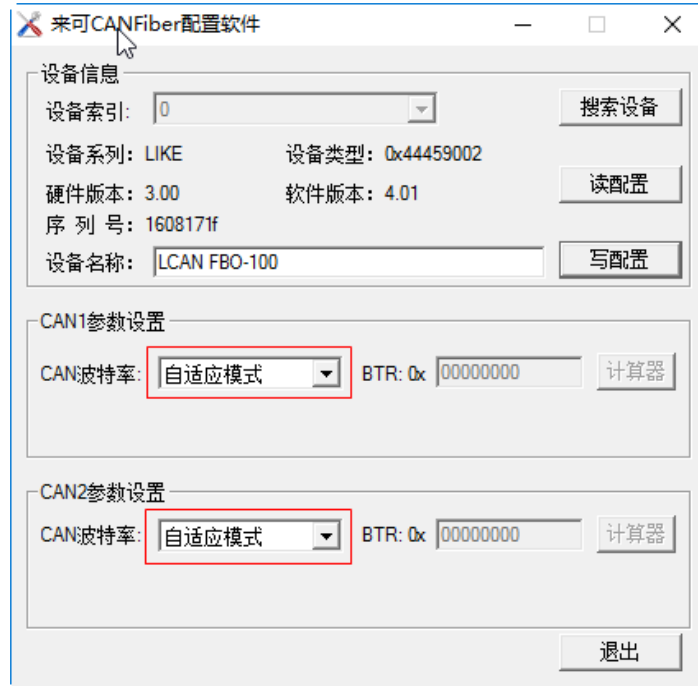 来可CANFiber配置软件
设备信息
设备索引: 0 搜索设备
设备系列: LIKE 设备类型: 0x44459002
读配置
硬件版本: 3.00 软件版本: 4.01
序 列 号: 1608171f
设备名称: LCAN FBO-100 写配置
CAN1参数设置
CAN波特率: 自适应模式 BTR: 0x 00000000 计算器
CAN2参数设置
CAN波特率: 自适应模式 BTR: 0x 00000000 计算器
退出